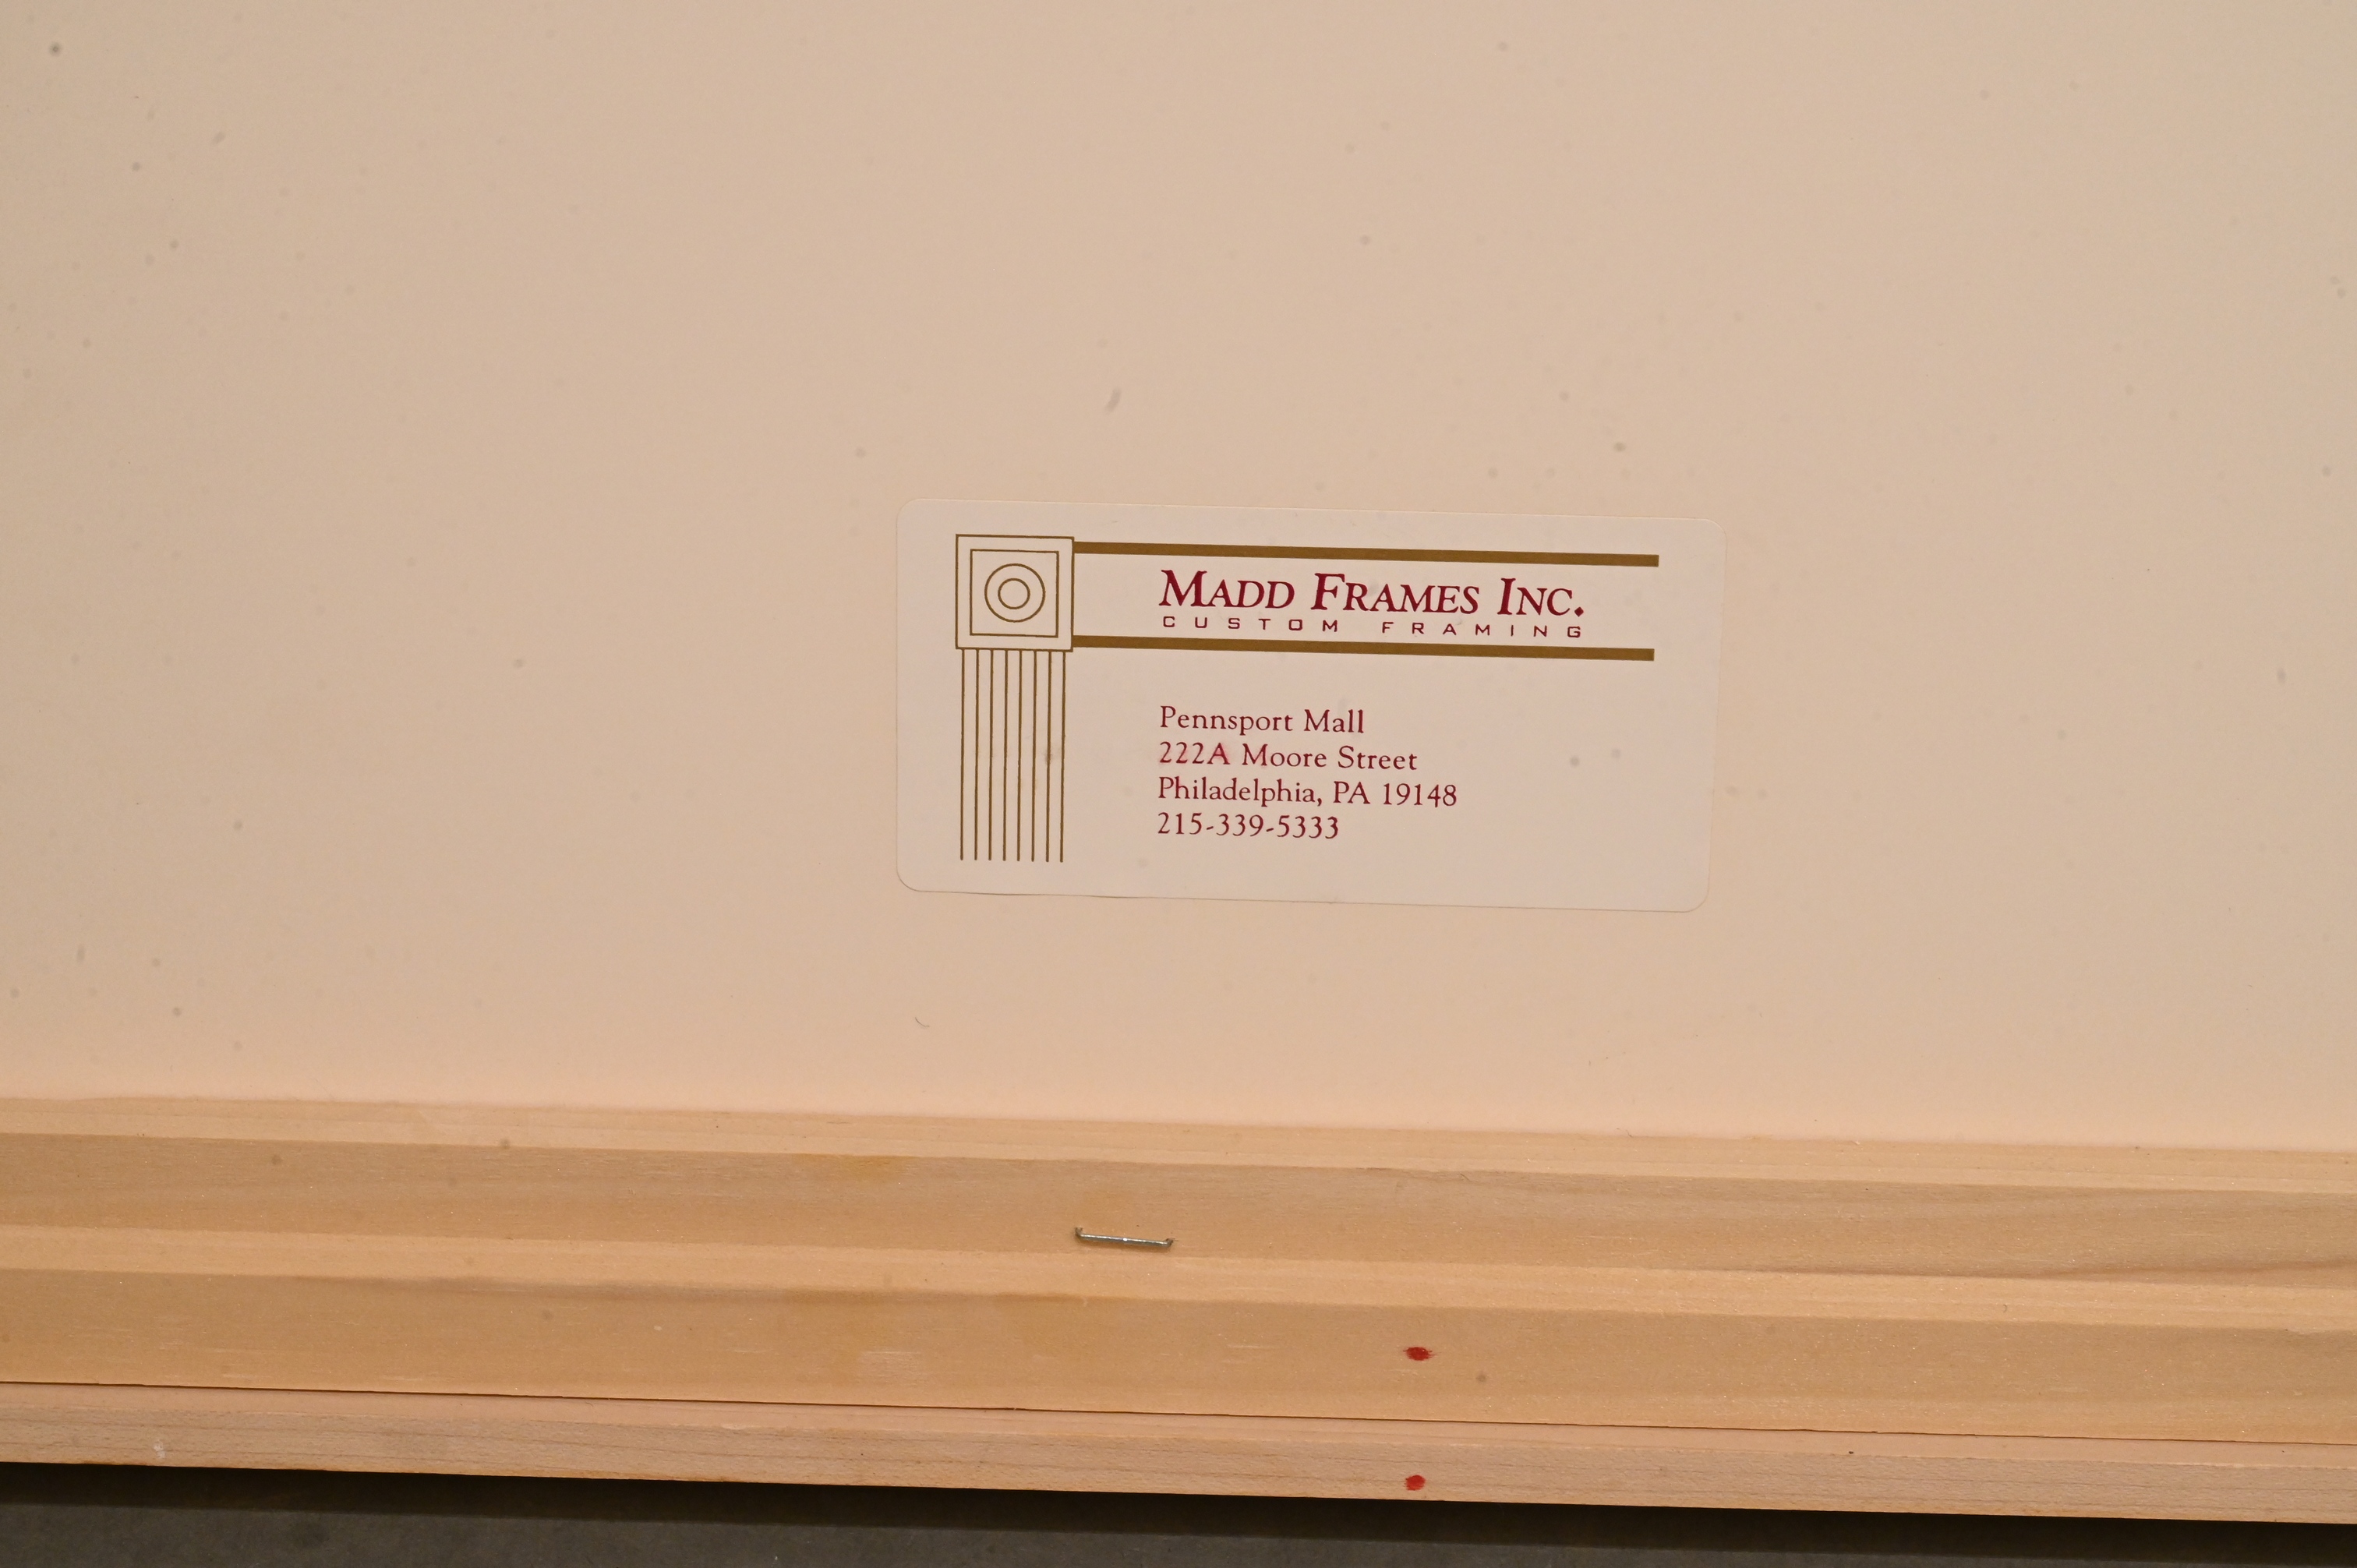 MADD FRAMES INC.
CUSTOM FRAMING
Pennsport Mall
222A Moore Street
Philadelphia, PA 19148
215-339-5333